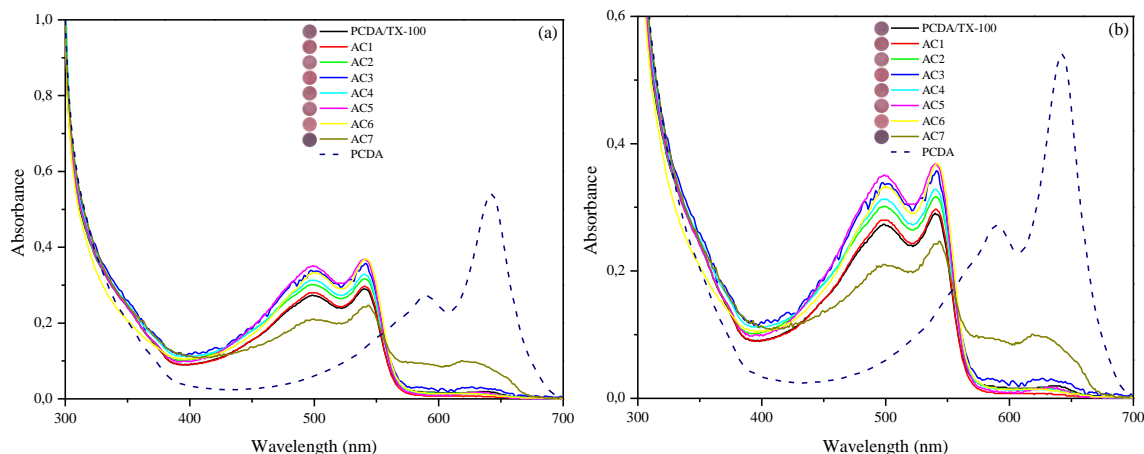 (a)
PCDA/TX-100
AC1
AC2
AC3
AC4
AC5
AC6
AC7
PCDA
1,0
0,8
0,6
0,4
0,2
0,0
Absorbance
300 400 500 600 700
Wavelength (nm)
(b)
PCDA/TX-100
AC1
AC2
AC3
AC4
AC5
AC6
AC7
PCDA
0,6
0,4
0,2
0,0
Absorbance
300 400 500 600 700
Wavelength (nm)